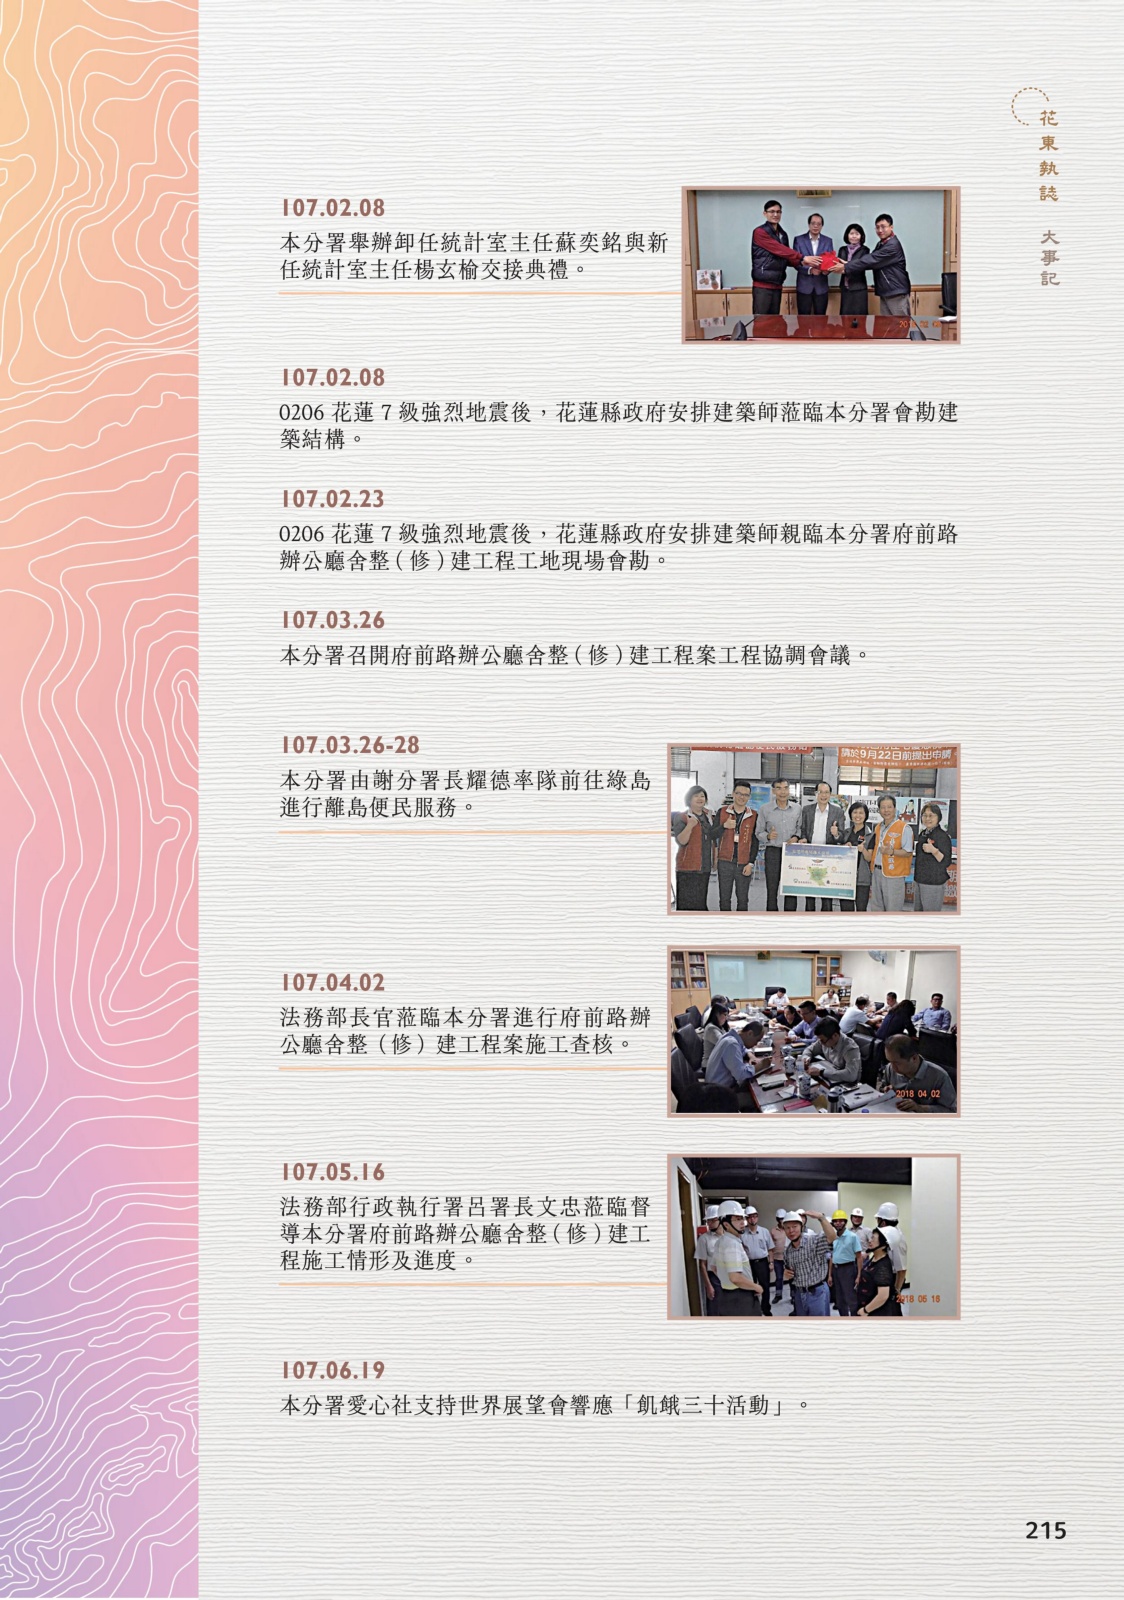 花東執誌 大事記
107.02.08
本分署舉辦卸任統計室主任蘇奕銘與新
任統計室主任楊玄榆交接典禮。
107.02.08
0206 花蓮 7 級強烈地震後，花蓮縣政府安排建築師蒞臨本分署會勘建
築結構。
107.02.23
0206 花蓮 7 級強烈地震後，花蓮縣政府安排建築師親臨本分署府前路
辦公廳舍整(修)建工程工地現場會勘。
107.03.26
本分署召開府前路辦公廳舍整(修)建工程案工程協調會議。
107.03.26-28
本分署由謝分署長耀德率隊前往綠島
進行離島便民服務。
請於9月22日前提出申請
107.04.02
法務部長官蒞臨本分署進行府前路辦
公廳舍整（修）建工程案施工查核。
2018 04 02
107.05.16
法務部行政執行署呂署長文忠蒞臨督
導本分署府前路辦公廳舍整(修)建工
程施工情形及進度。
2018 05 16
107.06.19
本分署愛心社支持世界展望會響應「飢餓三十活動」。
215